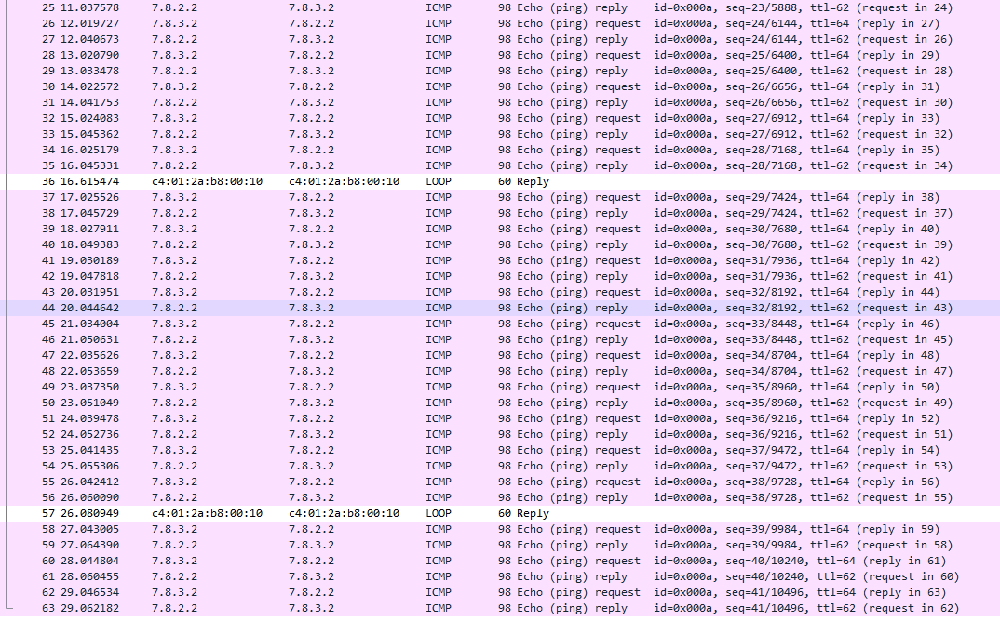 25 11.037578 7.8.2.2 7.8.3.2 ICMP 98 Echo (ping) reply id=0x000a, seq=23/5888, ttl=62 (request in 24)
26 12.019727 7.8.3.2 7.8.2.2 ICMP 98 Echo (ping) request id=0x000a, seq=24/6144, ttl=64 (reply in 27)
27 12.040673 7.8.2.2 7.8.3.2 ICMP 98 Echo (ping) reply id=0x000a, seq=24/6144, ttl=62 (request in 26)
28 13.020790 7.8.3.2 7.8.2.2 ICMP 98 Echo (ping) request id=0x000a, seq=25/6400, ttl=64 (reply in 29)
29 13.033478 7.8.2.2 7.8.3.2 ICMP 98 Echo (ping) reply id=0x000a, seq=25/6400, ttl=62 (request in 28)
30 14.022572 7.8.3.2 7.8.2.2 ICMP 98 Echo (ping) request id=0x000a, seq=26/6656, ttl=64 (reply in 31)
31 14.041753 7.8.2.2 7.8.3.2 ICMP 98 Echo (ping) reply id=0x000a, seq=26/6656, ttl=62 (request in 30)
32 15.024083 7.8.3.2 7.8.2.2 ICMP 98 Echo (ping) request id=0x000a, seq=27/6912, ttl=64 (reply in 33)
33 15.045362 7.8.2.2 7.8.3.2 ICMP 98 Echo (ping) reply id=0x000a, seq=27/6912, ttl=62 (request in 32)
34 16.025179 7.8.3.2 7.8.2.2 ICMP 98 Echo (ping) request id=0x000a, seq=28/7168, ttl=64 (reply in 35)
35 16.045331 7.8.2.2 7.8.3.2 ICMP 98 Echo (ping) reply id=0x000a, seq=28/7168, ttl=62 (request in 34)
36 16.615474 c4:01:2a:b8:00:10 c4:01:2a:b8:00:10 LOOP 60 Reply
37 17.025526 7.8.3.2 7.8.2.2 ICMP 98 Echo (ping) request id=0x000a, seq=29/7424, ttl=64 (reply in 38)
38 17.045729 7.8.2.2 7.8.3.2 ICMP 98 Echo (ping) reply id=0x000a, seq=29/7424, ttl=62 (request in 37)
39 18.027911 7.8.3.2 7.8.2.2 ICMP 98 Echo (ping) request id=0x000a, seq=30/7680, ttl=64 (reply in 40)
40 18.049383 7.8.2.2 7.8.3.2 ICMP 98 Echo (ping) reply id=0x000a, seq=30/7680, ttl=62 (request in 39)
41 19.030189 7.8.3.2 7.8.2.2 ICMP 98 Echo (ping) request id=0x000a, seq=31/7936, ttl=64 (reply in 42)
42 19.047818 7.8.2.2 7.8.3.2 ICMP 98 Echo (ping) reply id=0x000a, seq=31/7936, ttl=62 (request in 41)
43 20.031951 7.8.3.2 7.8.2.2 ICMP 98 Echo (ping) request id=0x000a, seq=32/8192, ttl=64 (reply in 44)
44 20.044642 7.8.2.2 7.8.3.2 ICMP 98 Echo (ping) reply id=0x000a, seq=32/8192, ttl=62 (request in 43)
45 21.034004 7.8.3.2 7.8.2.2 ICMP 98 Echo (ping) request id=0x000a, seq=33/8448, ttl=64 (reply in 46)
46 21.050631 7.8.2.2 7.8.3.2 ICMP 98 Echo (ping) reply id=0x000a, seq=33/8448, ttl=62 (request in 45)
47 22.035626 7.8.3.2 7.8.2.2 ICMP 98 Echo (ping) request id=0x000a, seq=34/8704, ttl=64 (reply in 48)
48 22.053659 7.8.2.2 7.8.3.2 ICMP 98 Echo (ping) reply id=0x000a, seq=34/8704, ttl=62 (request in 47)
49 23.037350 7.8.3.2 7.8.2.2 ICMP 98 Echo (ping) request id=0x000a, seq=35/8960, ttl=64 (reply in 50)
50 23.051049 7.8.2.2 7.8.3.2 ICMP 98 Echo (ping) reply id=0x000a, seq=35/8960, ttl=62 (request in 49)
51 24.039478 7.8.3.2 7.8.2.2 ICMP 98 Echo (ping) request id=0x000a, seq=36/9216, ttl=64 (reply in 52)
52 24.052736 7.8.2.2 7.8.3.2 ICMP 98 Echo (ping) reply id=0x000a, seq=36/9216, ttl=62 (request in 51)
53 25.041435 7.8.3.2 7.8.2.2 ICMP 98 Echo (ping) request id=0x000a, seq=37/9472, ttl=64 (reply in 54)
54 25.055306 7.8.2.2 7.8.3.2 ICMP 98 Echo (ping) reply id=0x000a, seq=37/9472, ttl=62 (request in 53)
55 26.042412 7.8.3.2 7.8.2.2 ICMP 98 Echo (ping) request id=0x000a, seq=38/9728, ttl=64 (reply in 56)
56 26.060090 7.8.2.2 7.8.3.2 ICMP 98 Echo (ping) reply id=0x000a, seq=38/9728, ttl=62 (request in 55)
57 26.080949 c4:01:2a:b8:00:10 c4:01:2a:b8:00:10 LOOP 60 Reply
58 27.043005 7.8.3.2 7.8.2.2 ICMP 98 Echo (ping) request id=0x000a, seq=39/9984, ttl=64 (reply in 59)
59 27.064390 7.8.2.2 7.8.3.2 ICMP 98 Echo (ping) reply id=0x000a, seq=39/9984, ttl=62 (request in 58)
60 28.044804 7.8.3.2 7.8.2.2 ICMP 98 Echo (ping) request id=0x000a, seq=40/10240, ttl=64 (reply in 61)
61 28.060455 7.8.2.2 7.8.3.2 ICMP 98 Echo (ping) reply id=0x000a, seq=40/10240, ttl=62 (request in 60)
62 29.046534 7.8.3.2 7.8.2.2 ICMP 98 Echo (ping) request id=0x000a, seq=41/10496, ttl=64 (reply in 63)
63 29.062182 7.8.2.2 7.8.3.2 ICMP 98 Echo (ping) reply id=0x000a, seq=41/10496, ttl=62 (request in 62)